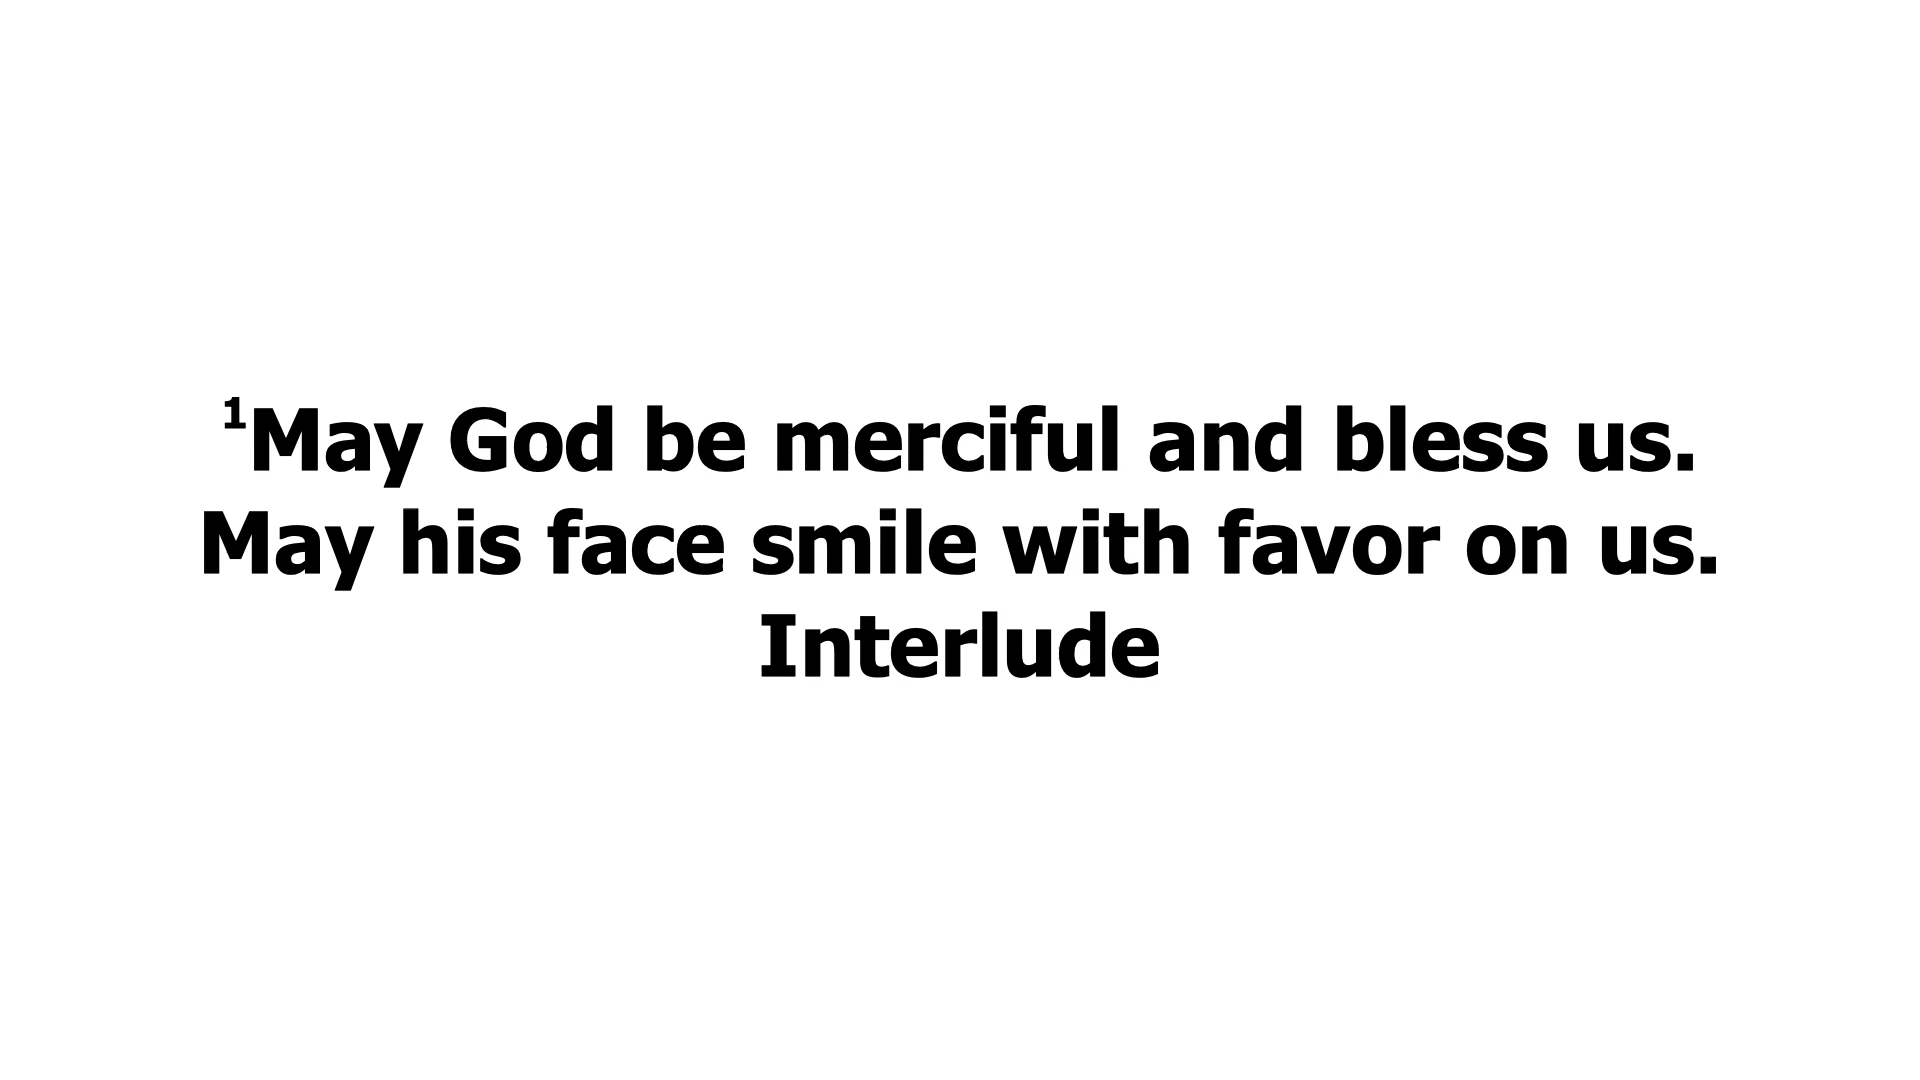 ¹May God be merciful and bless us.
May his face smile with favor on us.
Interlude